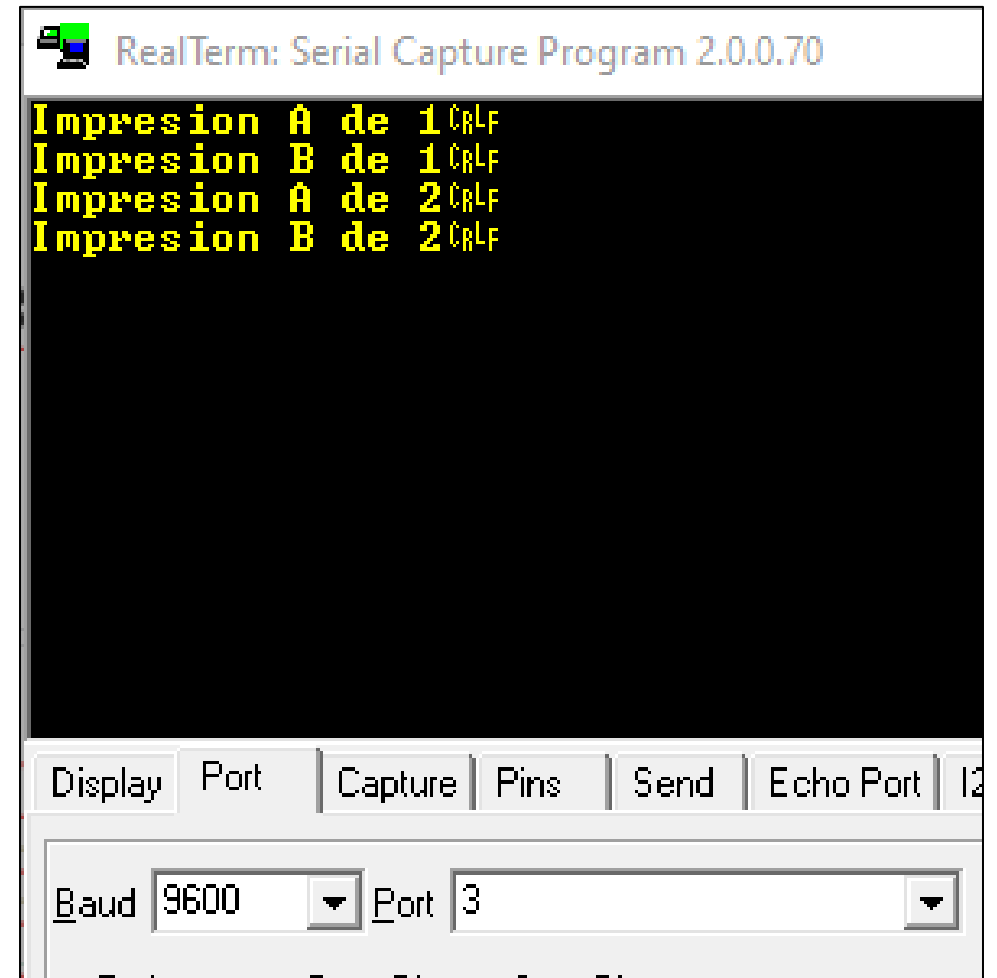 RealTerm: Serial Capture Program 2.0.0.70
Impresion A de 1CRLF
Impresion B de 1CRLF
Impresion A de 2CRLF
Impresion B de 2CRLF
Display Port Capture Pins Send Echo Port I2
Baud 9600 Port 3